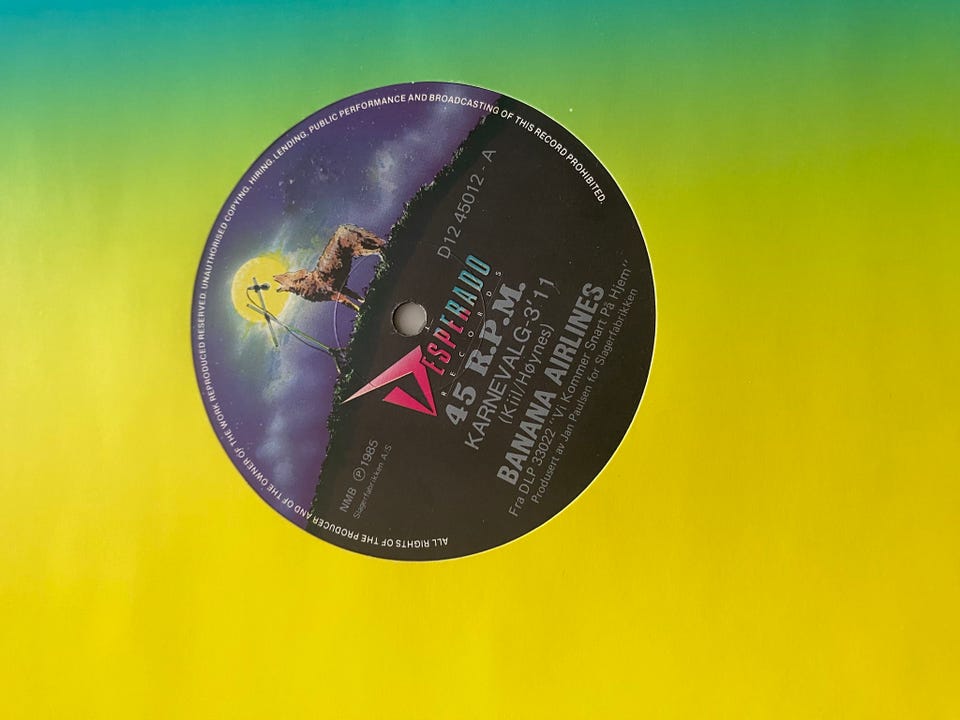 ALL RIGHTS OF THE PRODUCER AND OF THE OWNER OF THE WORK REPRODUCED RESERVED. UNAUTHORISED COPYING, HIRING, LENDING, PUBLIC PERFORMANCE AND BROADCASTING OF THIS RECORD PROHIBITED.
DESPERADO
RECORDS
NMB Ⓟ 1985
Slagerfabrikken A/S
D12 45012 - A
45 R.P.M.
KARNEVALG-3'11
(Kiil/Høynes)
BANANA AIRLINES
Fra DLP 33022 "Vi Kommer Snart På Hjem"
Produsert av Jan Paulsen for Slagerfabrikken